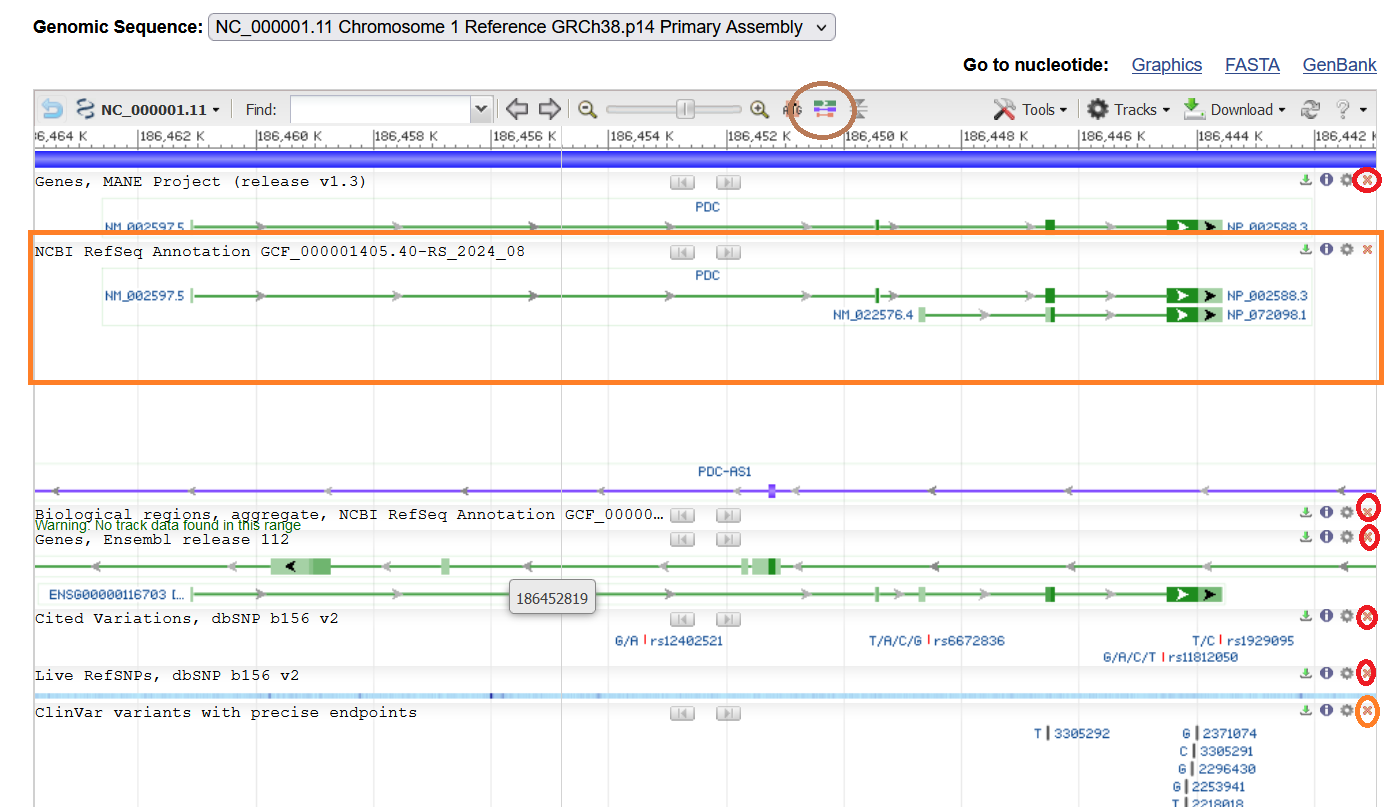 Genomic Sequence: NC_000001.11 Chromosome 1 Reference GRCh38.p14 Primary Assembly
Go to nucleotide: Graphics FASTA GenBank
NC_000001.11 Find: Tools Tracks Download
186,462 K 186,460 K 186,458 K 186,456 K 186,454 K 186,452 K 186,450 K 186,448 K 186,446 K 186,444 K 186,442 K
Genes, MANE Project (release v1.3)
PDC
NM_002597.5 NP_002588.3
NCBI RefSeq Annotation GCF_000001405.40-RS_2024_08
PDC
NM_002597.5 NP_002588.3
NM_022576.4 NP_072098.1
PDC-AS1
Biological regions, aggregate, NCBI RefSeq Annotation GCF_00000...
Warning: No track data found in this range
Genes, Ensembl release 112
ENSG00000116703 [...
186452819
Cited Variations, dbSNP b156 v2
G/A rs12402521 T/A/C/G rs6672836 T/C rs1929095
G/A/C/T rs11812050
Live RefSNPs, dbSNP b156 v2
ClinVar variants with precise endpoints
T 3305292 G 2371074
C 3305291
G 2296430
G 2253941
T 2218018